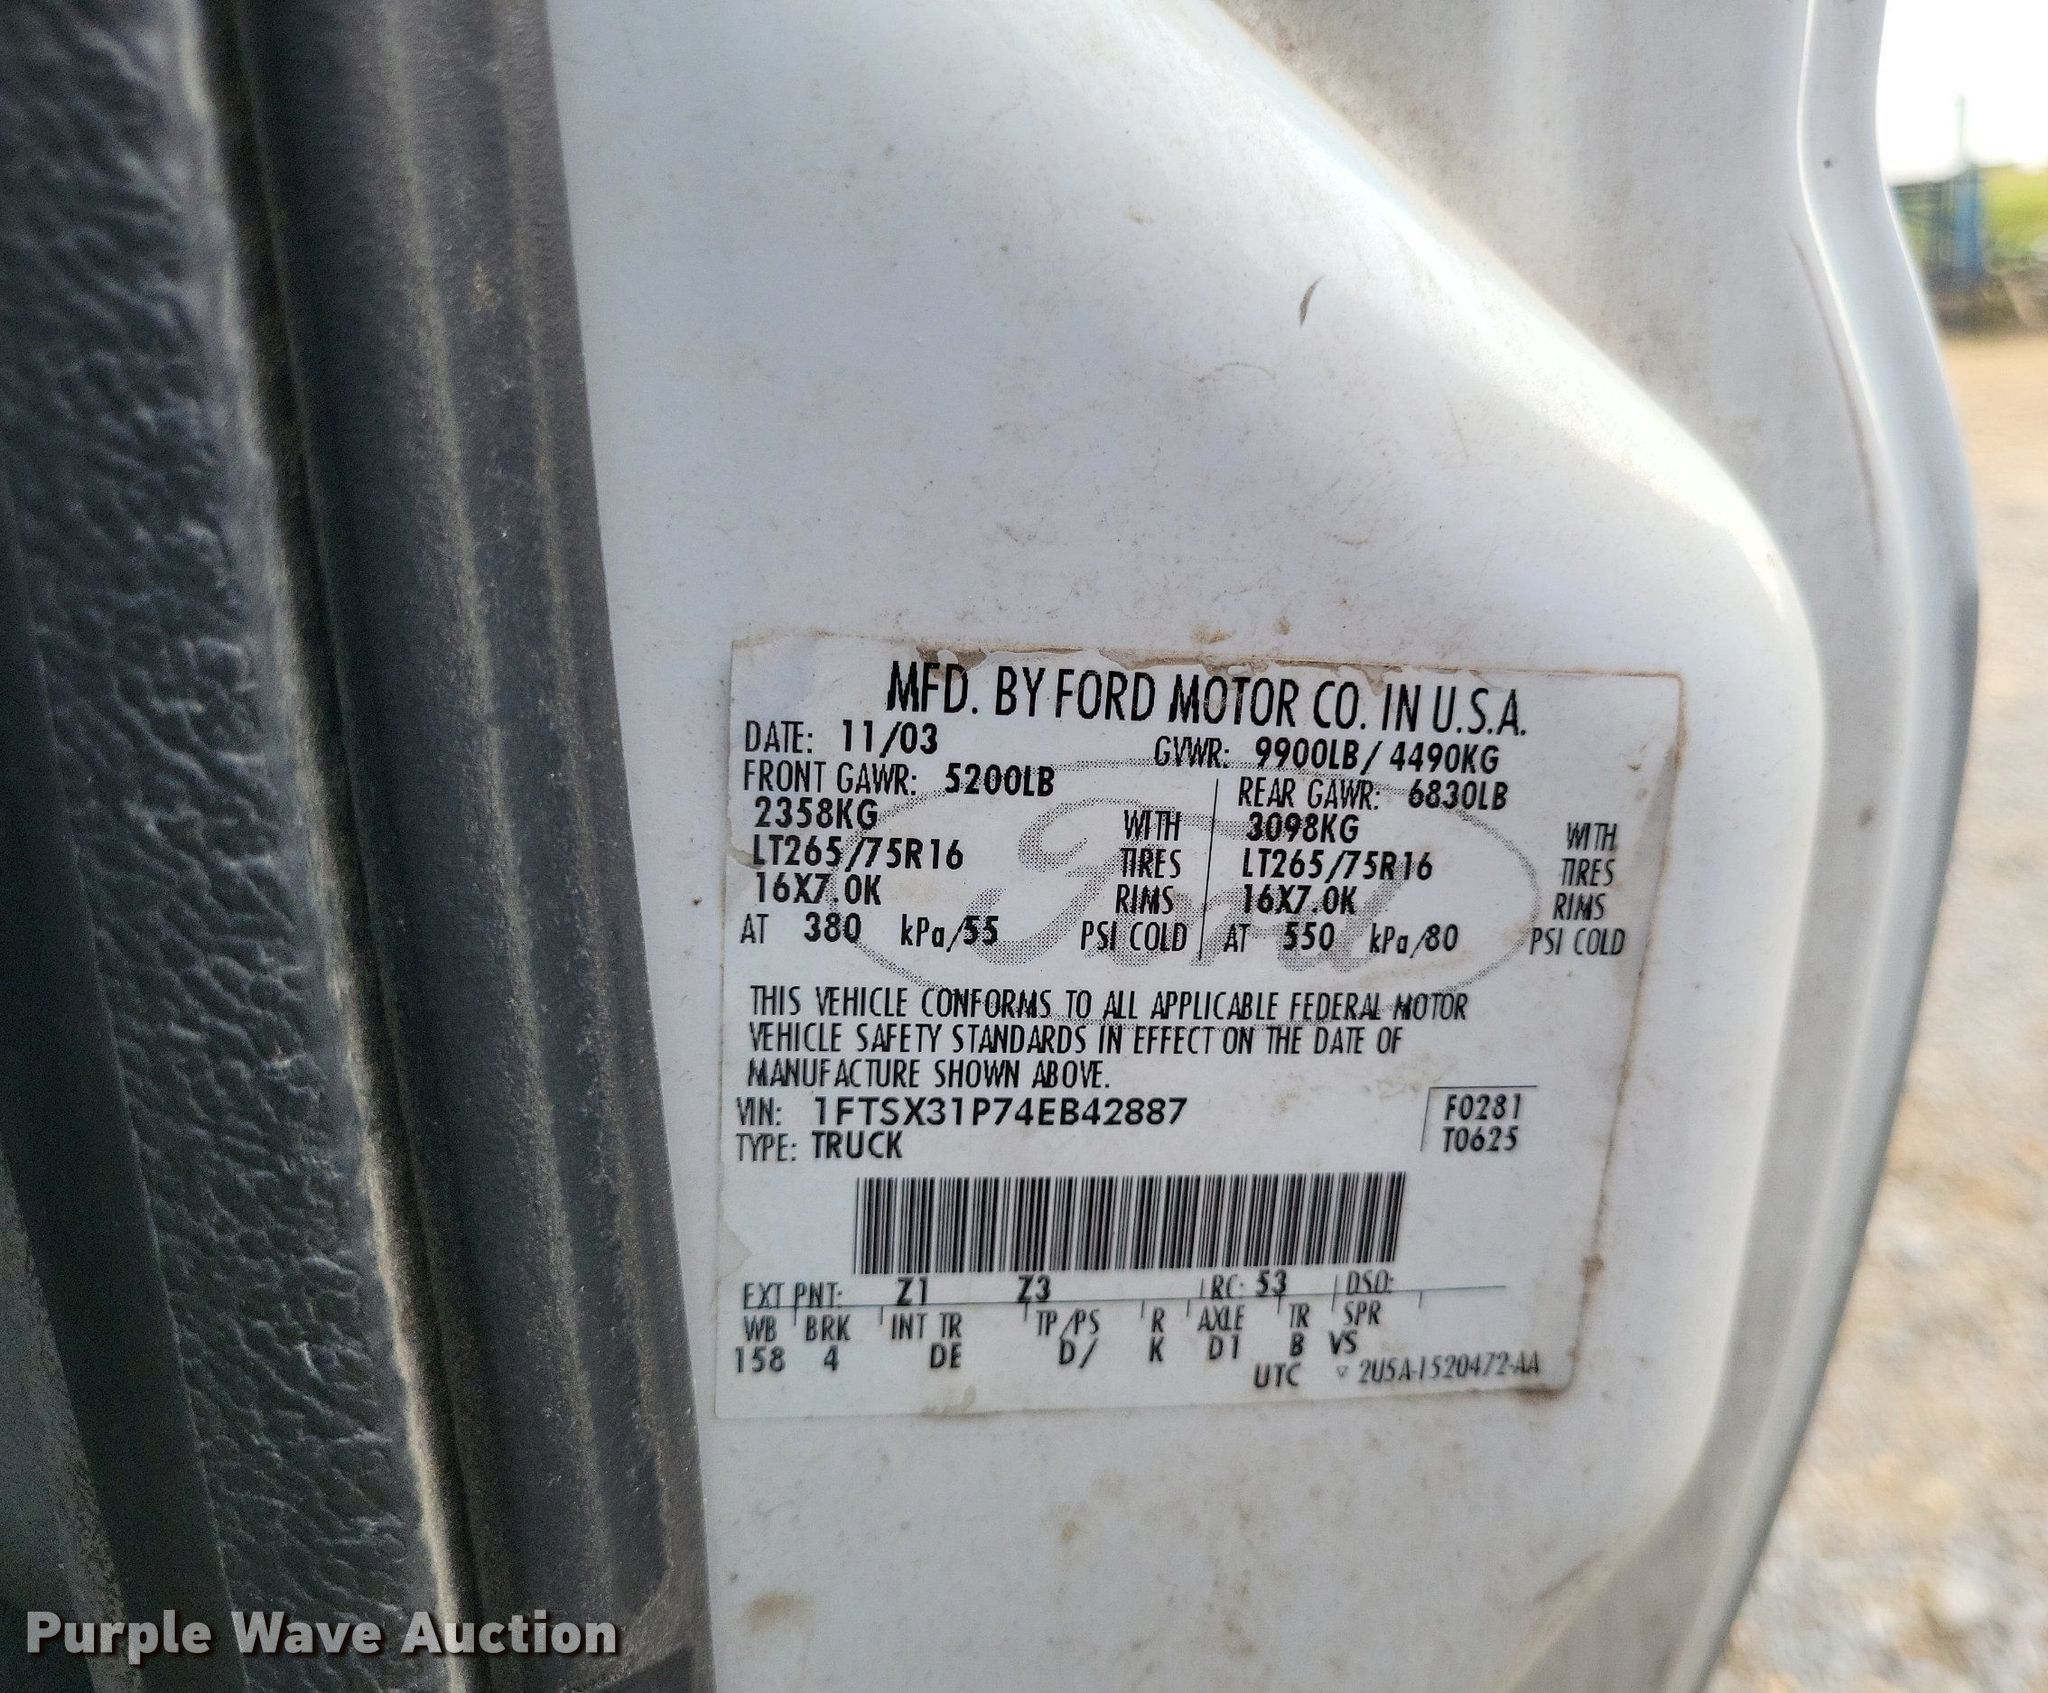 MFD. BY FORD MOTOR CO. IN U.S.A.
DATE: 11/03 GVWR: 9900LB/ 4490KG
FRONT GAWR: 5200LB REAR GAWR: 6830LB
2358KG WITH 3098KG WITH
LT265/75R16 TIRES LT265/75R16 TIRES
16X7.0K RIMS 16X7.0K RIMS
AT 380 kPa/55 PSI COLD AT 550 kPa/80 PSI COLD
Ford
THIS VEHICLE CONFORMS TO ALL APPLICABLE FEDERAL MOTOR
VEHICLE SAFETY STANDARDS IN EFFECT ON THE DATE OF
MANUFACTURE SHOWN ABOVE.
VIN: 1FTSX31P74EB42887 F0281
TYPE: TRUCK T0625
EXT PNT: Z1 Z3 RC: 53 DSO:
WB BRK INT TR TP/PS R AXLE TR SPR
158 4 DE D/ K D1 B VS
UTC ▽ 2U5A-1520472-AA
Purple Wave Auction